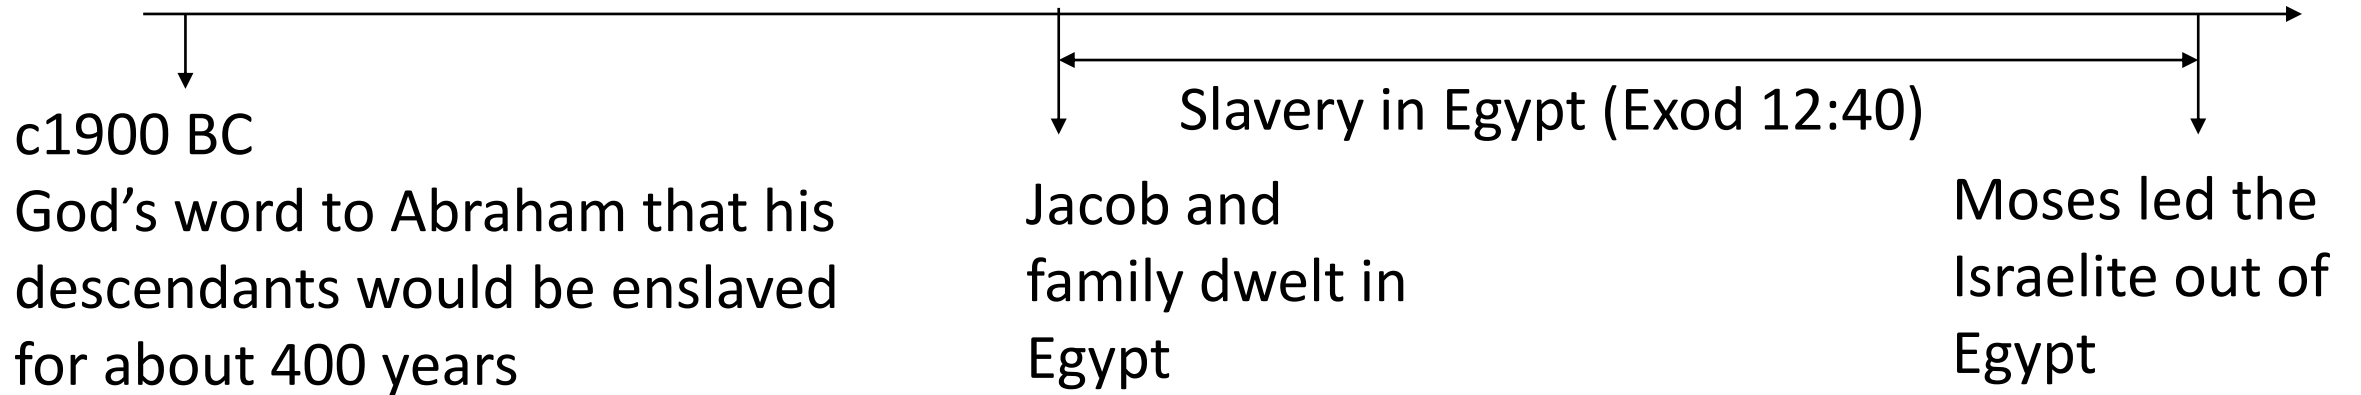 c1900 BC
God’s word to Abraham that his
descendants would be enslaved
for about 400 years
Slavery in Egypt (Exod 12:40)
Jacob and
family dwelt in
Egypt
Moses led the
Israelite out of
Egypt